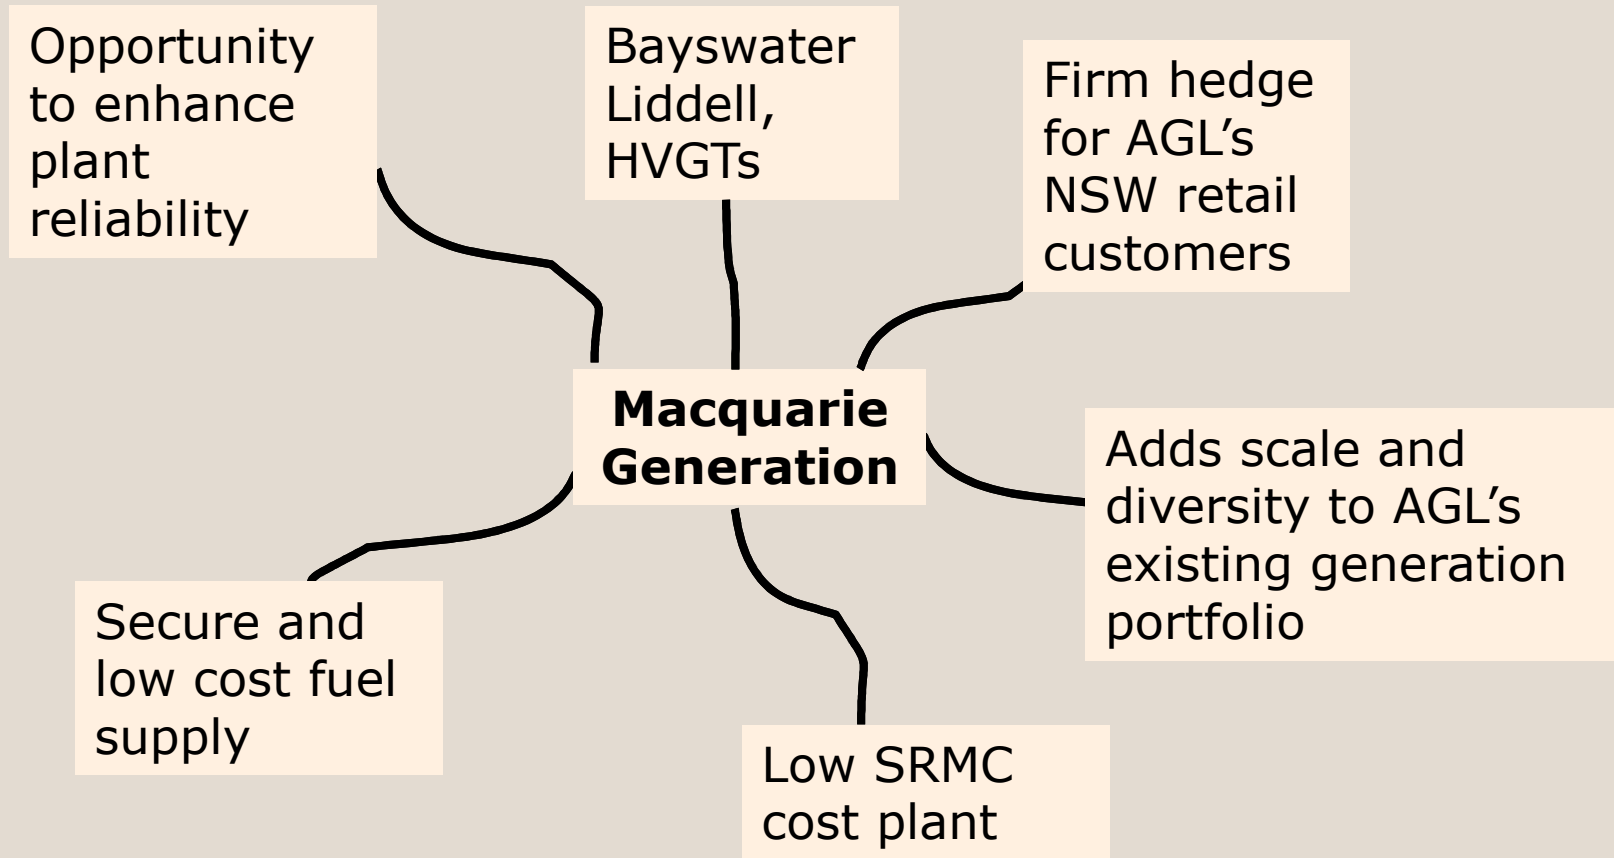 Opportunity
to enhance
plant
reliability
Bayswater
Liddell,
HVGTs
Firm hedge
for AGL’s
NSW retail
customers
Macquarie
Generation
Adds scale and
diversity to AGL’s
existing generation
portfolio
Secure and
low cost fuel
supply
Low SRMC
cost plant